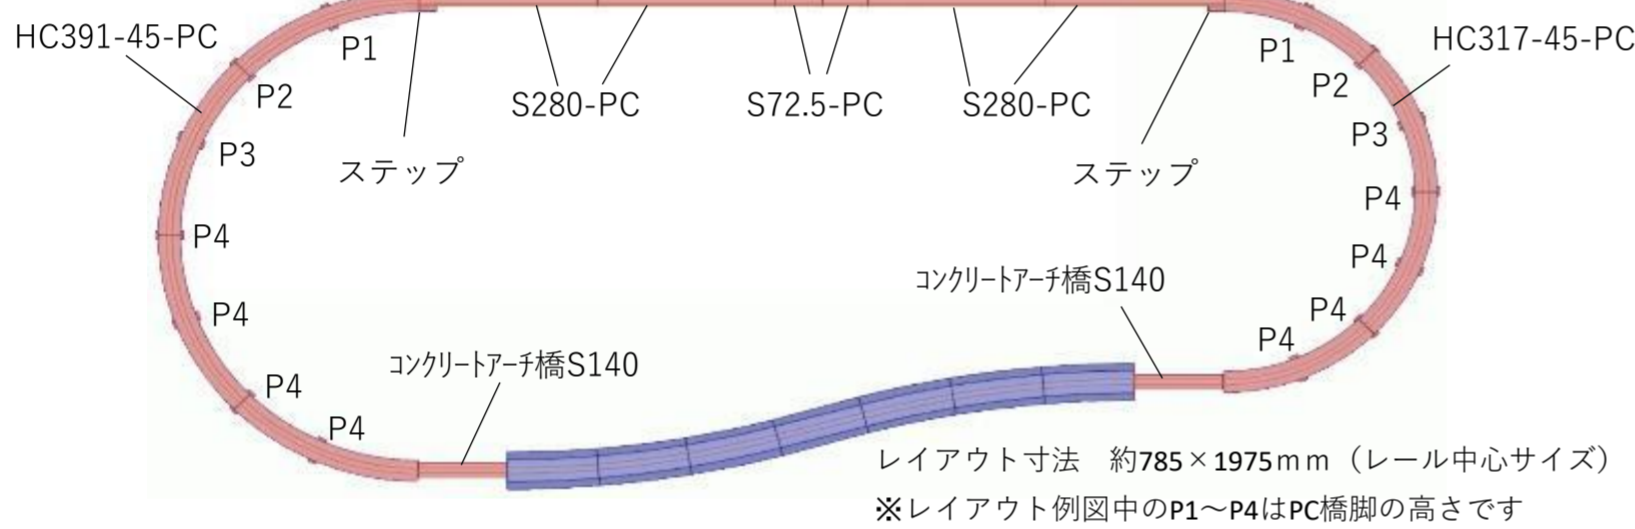 HC391-45-PC
P1
P2
P3
P4
P4
P4
P4
ステップ
S280-PC
S72.5-PC
S280-PC
ステップ
P1
HC317-45-PC
P2
P3
P4
P4
P4
P4
コンクリートアーチ橋S140
コンクリートアーチ橋S140
レイアウト寸法　約785×1975mm（レール中心サイズ）
※レイアウト例図中のP1～P4はPC橋脚の高さです